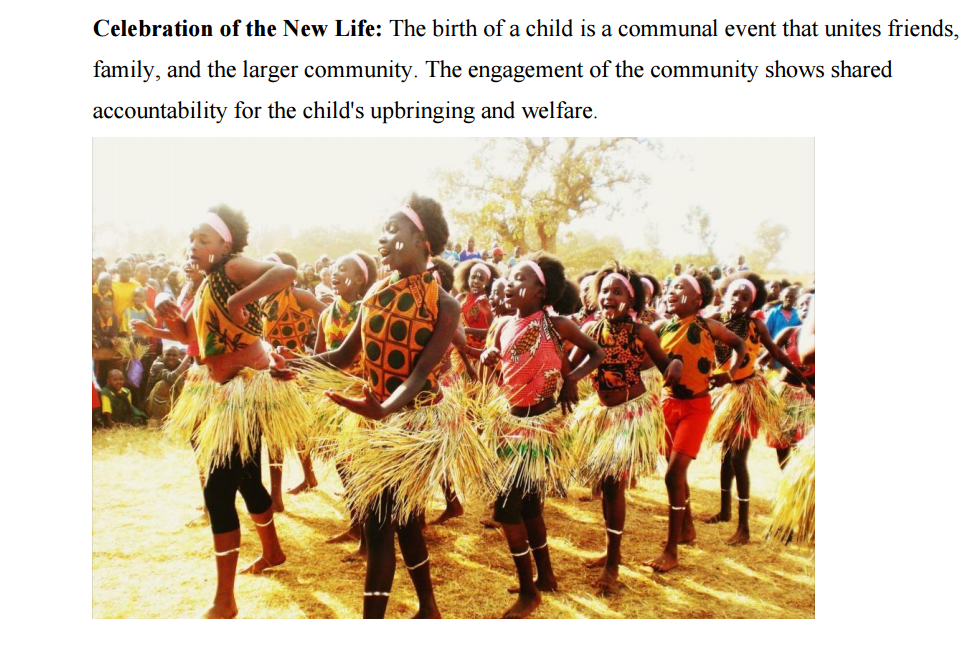 Celebration of the New Life: The birth of a child is a communal event that unites friends,
family, and the larger community. The engagement of the community shows shared
accountability for the child's upbringing and welfare.